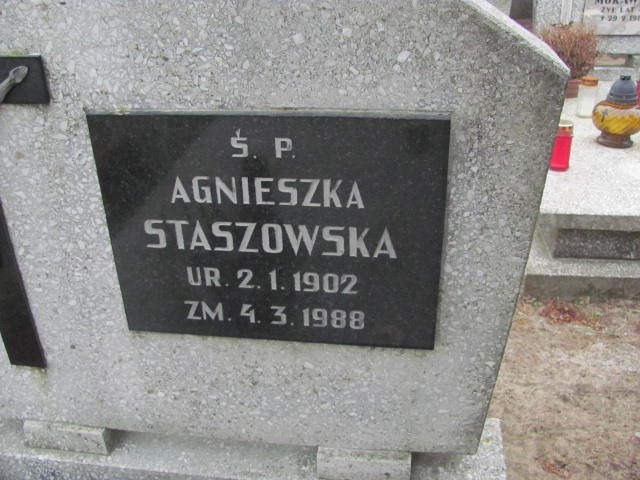 Ś. P.
AGNIESZKA
STASZOWSKA
UR. 2. 1. 1902
ZM. 4. 3. 1988